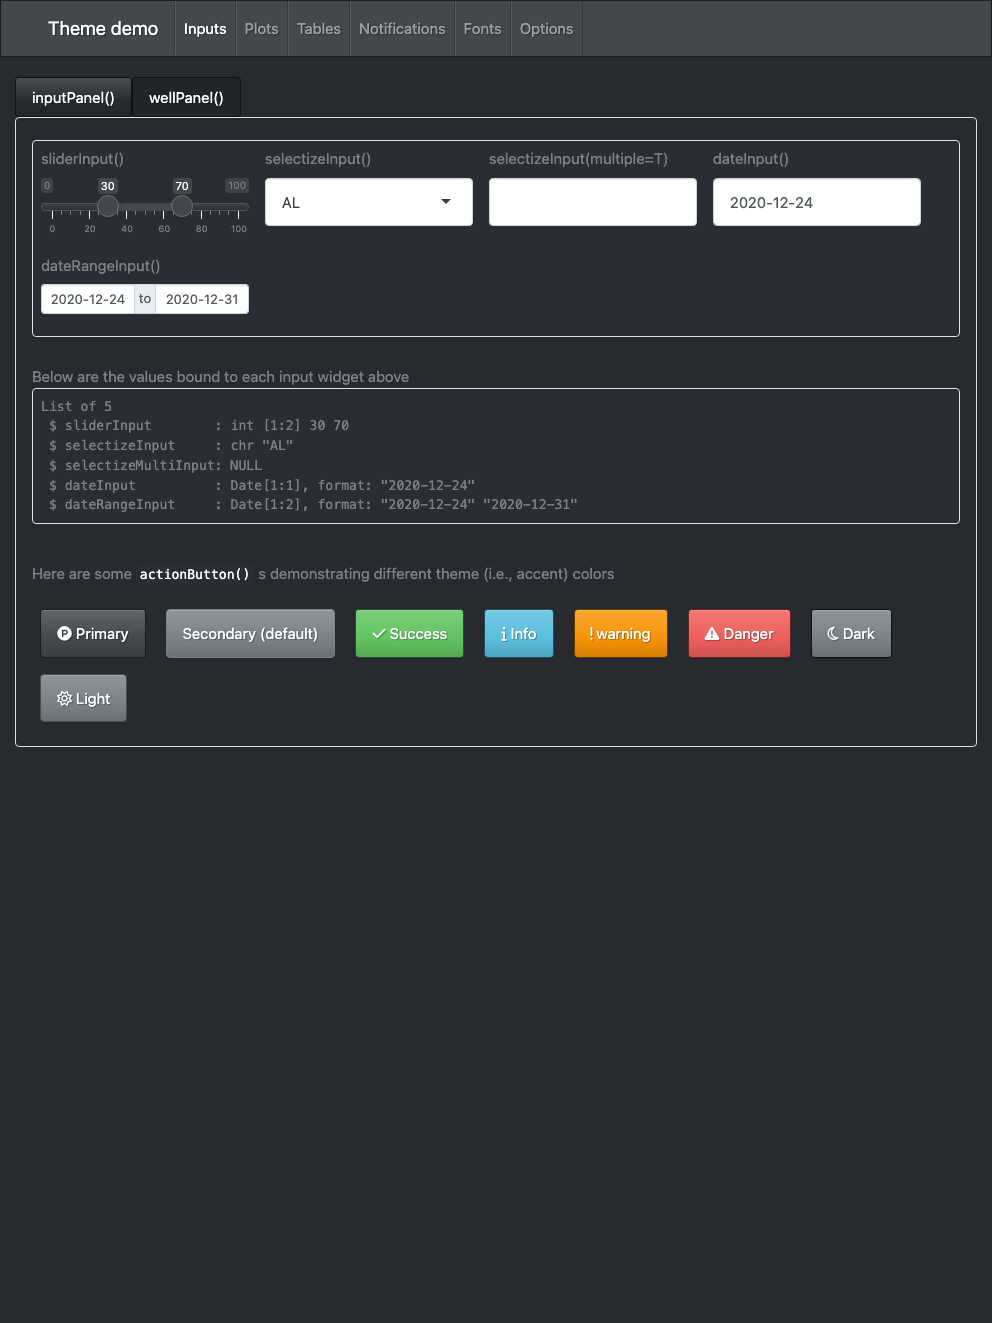 Theme demo Inputs Plots Tables Notifications Fonts Options
inputPanel() wellPanel()
sliderInput() selectizeInput() selectizeInput(multiple=T) dateInput()
0 30 70 100
AL 2020-12-24
0 20 40 60 80 100
dateRangeInput()
2020-12-24 to 2020-12-31
Below are the values bound to each input widget above
List of 5
$ sliderInput : int [1:2] 30 70
$ selectizeInput : chr "AL"
$ selectizeMultiInput: NULL
$ dateInput : Date[1:1], format: "2020-12-24"
$ dateRangeInput : Date[1:2], format: "2020-12-24" "2020-12-31"
Here are some actionButton() s demonstrating different theme (i.e., accent) colors
Primary Secondary (default) Success Info warning Danger Dark
Light